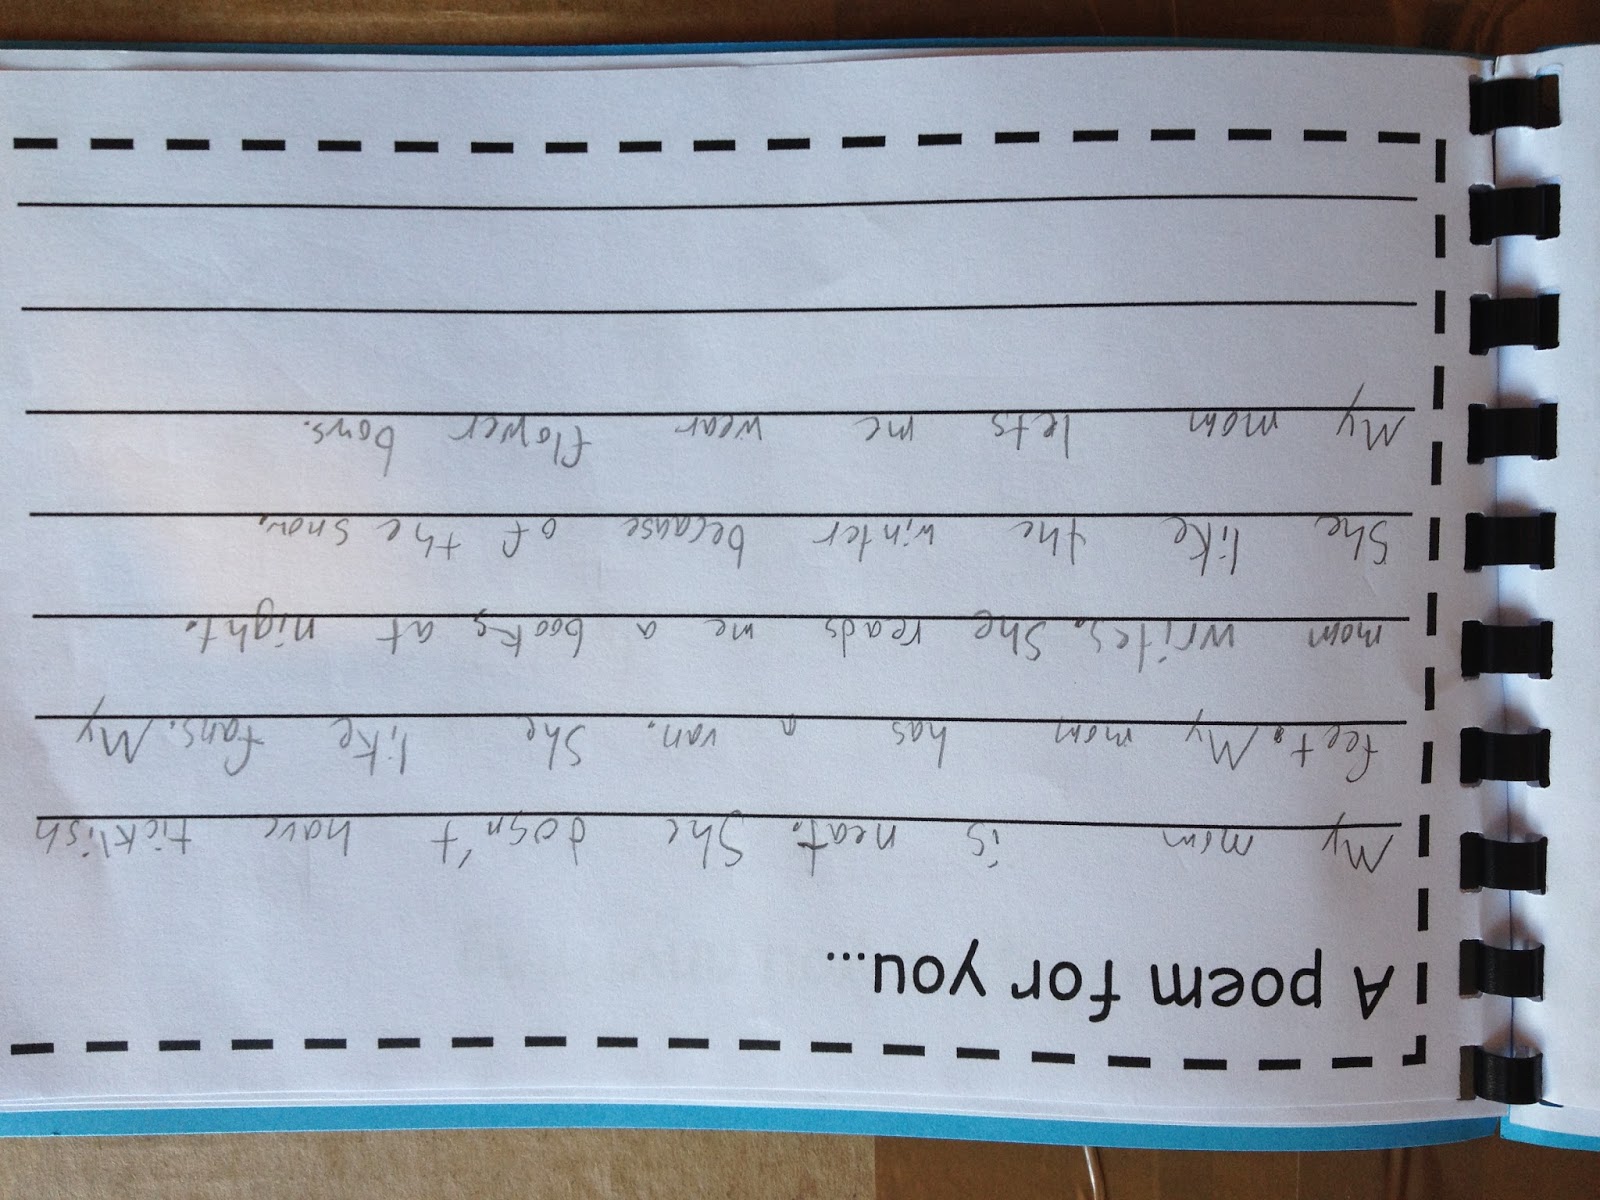 A poem for you...
My mom is neat. She dosn't have ticklish
feet. My mom has a van. She like fans. My
mom writes. She reads me a books at night.
She like the winter because of the snow.
My mom lets me wear flower bows.